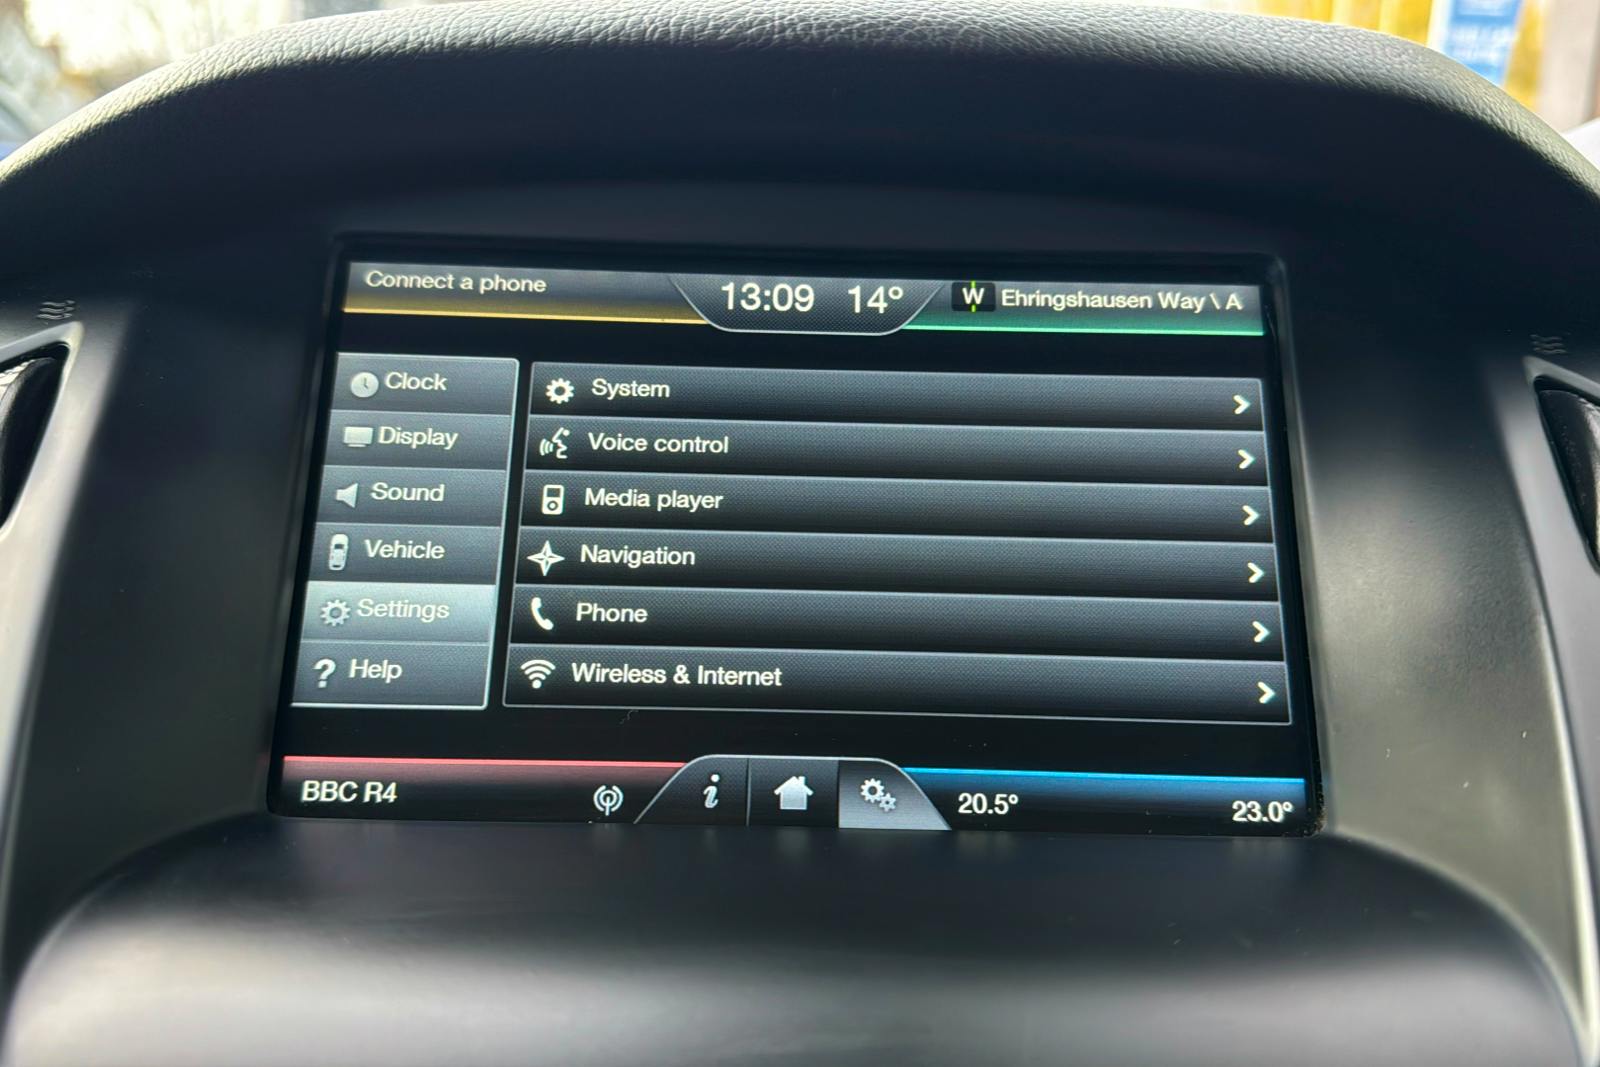 Connect a phone
13:09 14°
W Ehringshausen Way \ A
Clock
Display
Sound
Vehicle
Settings
? Help
System
Voice control
Media player
Navigation
Phone
Wireless & Internet
BBC R4
i
20.5°
23.0°